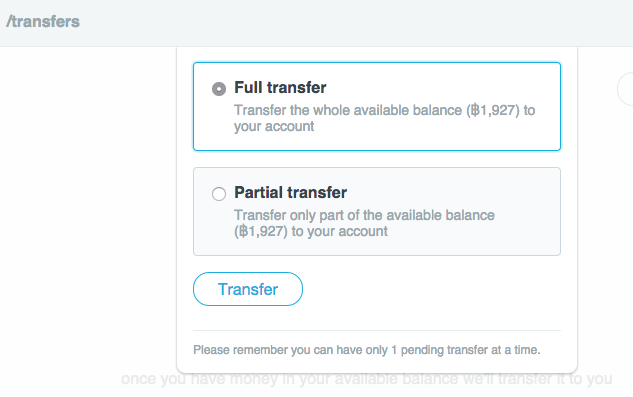 /transfers
Full transfer
Transfer the whole available balance (฿1,927) to
your account
Partial transfer
Transfer only part of the available balance
(฿1,927) to your account
Transfer
Please remember you can have only 1 pending transfer at a time.
once you have money in your available balance we'll transfer it to you